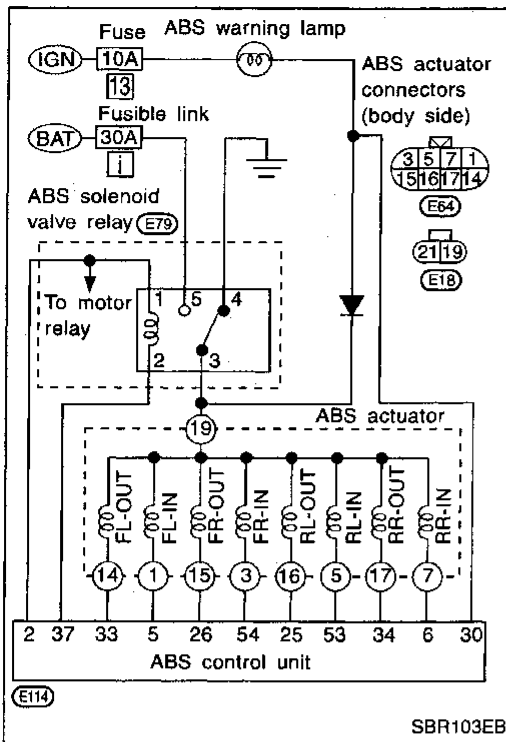 Fuse
ABS warning lamp
IGN
10A
13
ABS actuator
connectors
(body side)
Fusible link
BAT
30A
i
3 5 7 1
15 16 17 14
E64
ABS solenoid
valve relay
E79
21 19
E18
To motor
relay
1
5
4
2
3
ABS actuator
19
FL-OUT
FL-IN
FR-OUT
FR-IN
RL-OUT
RL-IN
RR-OUT
RR-IN
14 1 15 3 16 5 17 7
2 37 33 5 26 54 25 53 34 6 30
ABS control unit
E114
SBR103EB